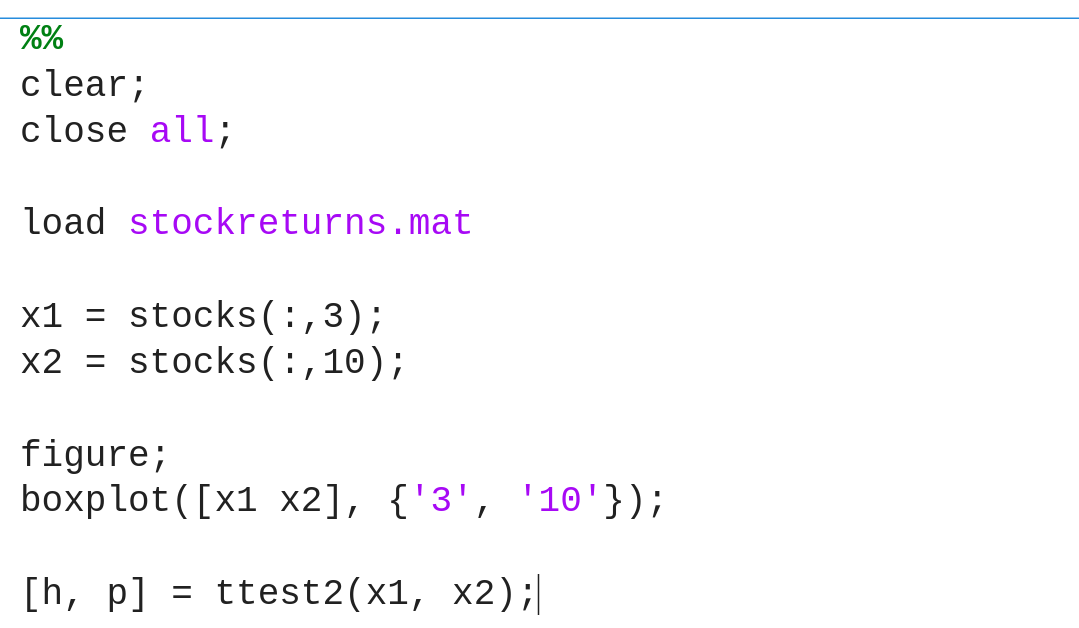 %%
clear;
close all;
load stockreturns.mat
x1 = stocks(:,3);
x2 = stocks(:,10);
figure;
boxplot([x1 x2], {'3', '10'});
[h, p] = ttest2(x1, x2);